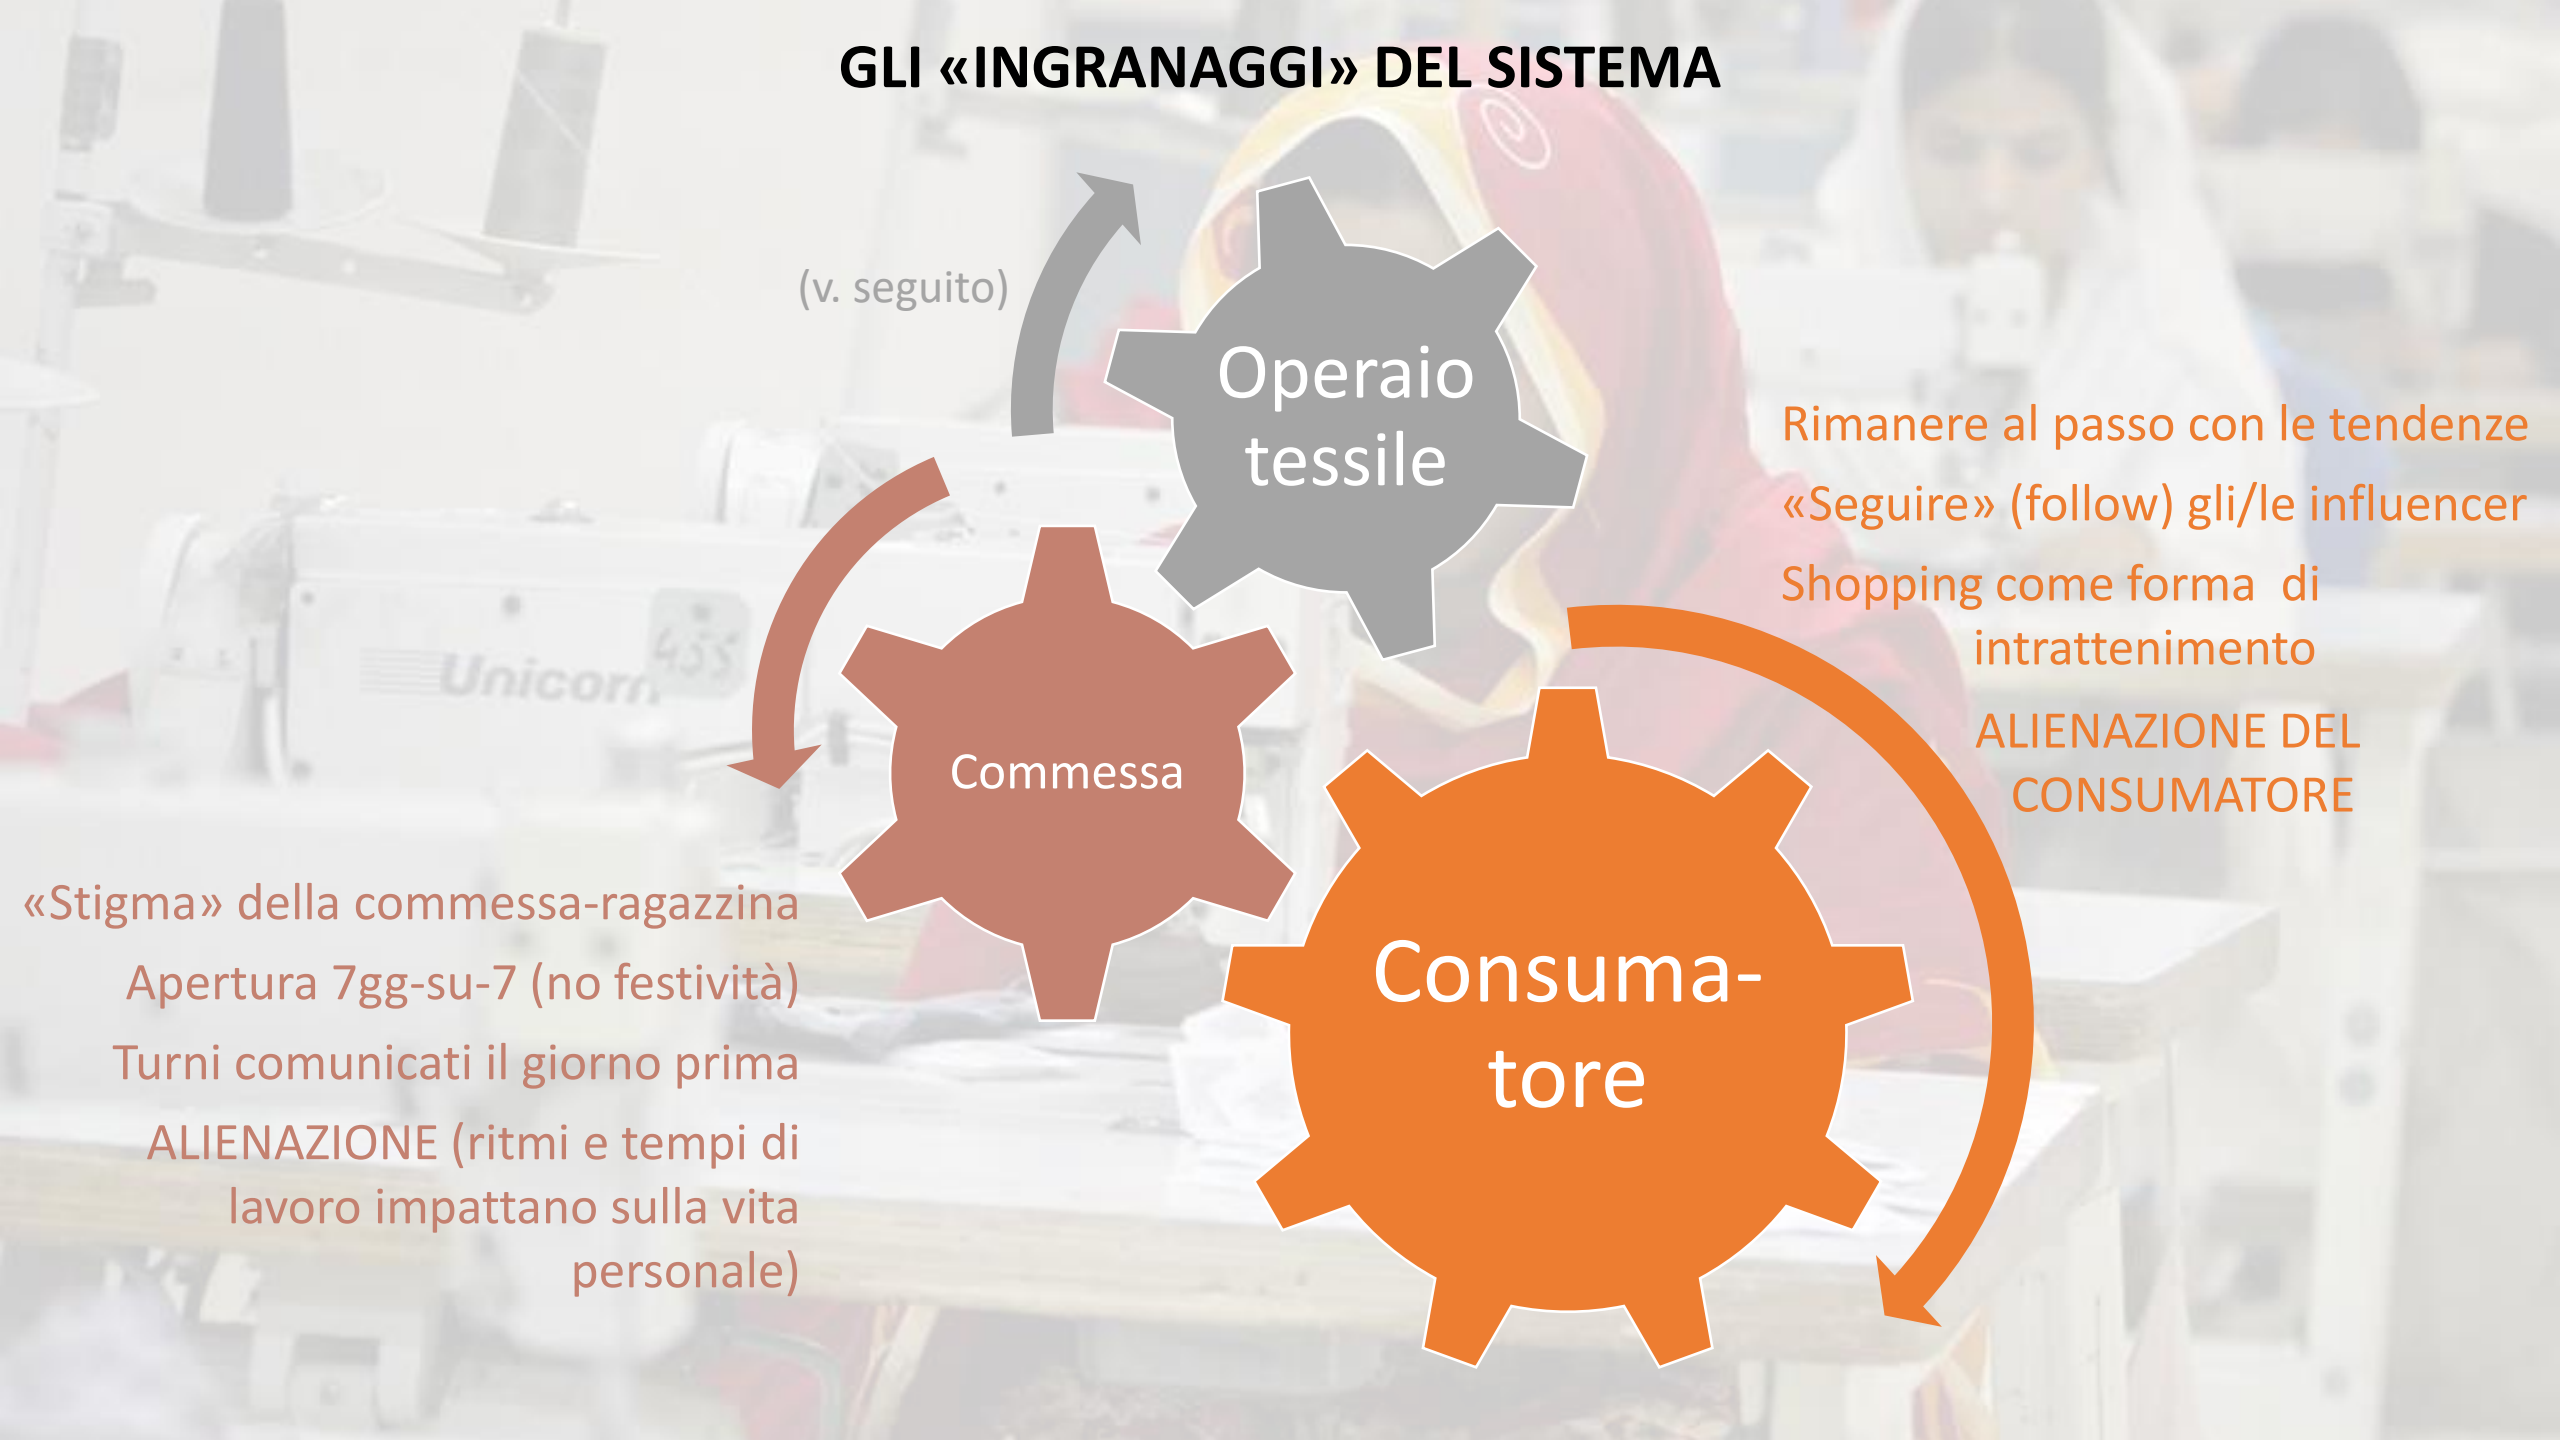 GLI «INGRANAGGI» DEL SISTEMA
(v. seguito)
Operaio
tessile
Rimanere al passo con le tendenze
«Seguire» (follow) gli/le influencer
Shopping come forma  di
intrattenimento
ALIENAZIONE DEL
CONSUMATORE
Unicorn
455
Commessa
«Stigma» della commessa-ragazzina
Apertura 7gg-su-7 (no festività)
Turni comunicati il giorno prima
ALIENAZIONE (ritmi e tempi di
lavoro impattano sulla vita
personale)
Consuma-
tore